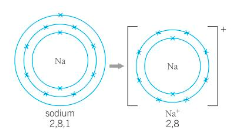 Na
Na
+
sodium
2,8,1
Na⁺
2,8